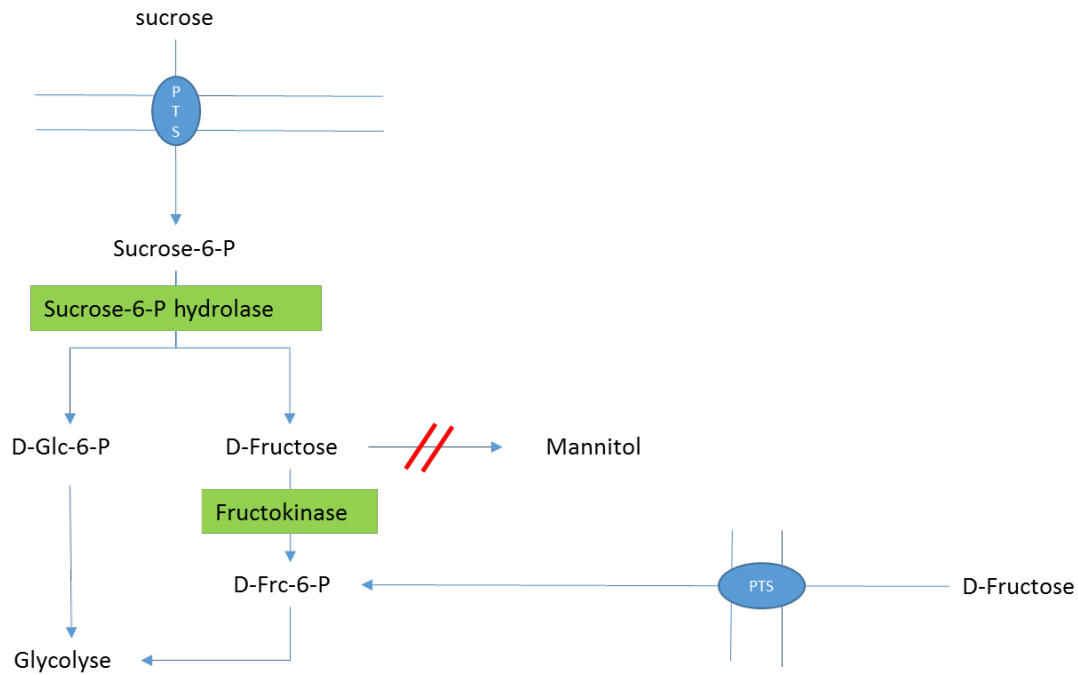 sucrose
P
T
S
Sucrose-6-P
Sucrose-6-P hydrolase
D-Glc-6-P
D-Fructose
Mannitol
Fructokinase
D-Frc-6-P
PTS
D-Fructose
Glycolyse